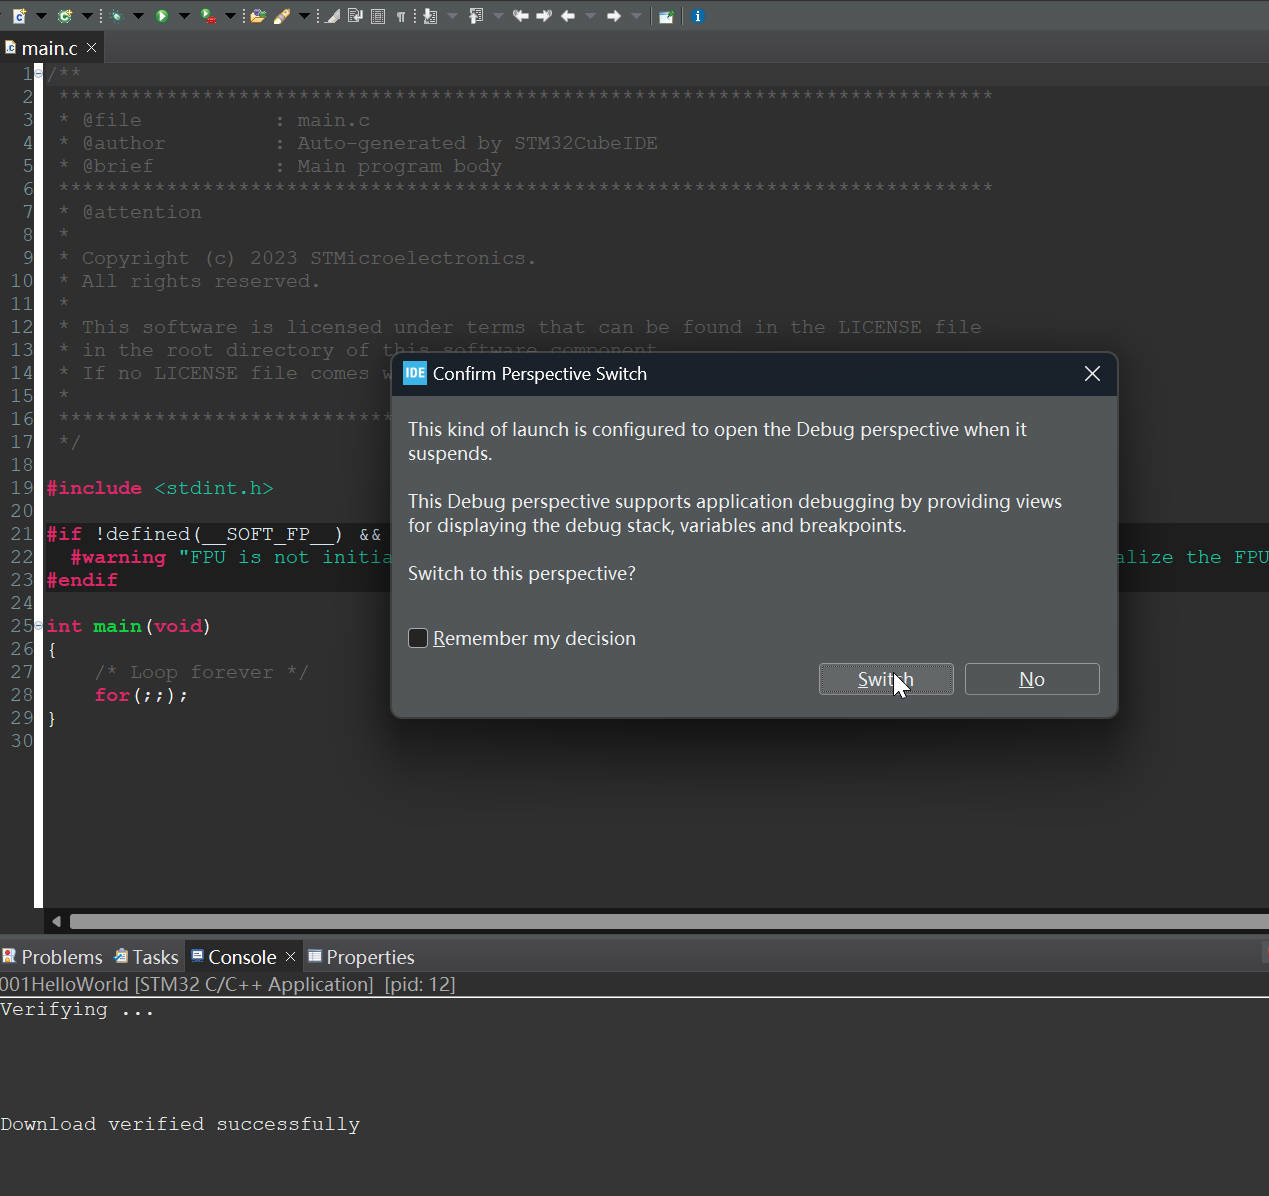 main.c
1 /**
2 ******************************************************************************
3 * @file           : main.c
4 * @author         : Auto-generated by STM32CubeIDE
5 * @brief          : Main program body
6 ******************************************************************************
7 * @attention
8 *
9 * Copyright (c) 2023 STMicroelectronics.
10 * All rights reserved.
11 *
12 * This software is licensed under terms that can be found in the LICENSE file
13 * in the root directory of this software component
14 * If no LICENSE file comes
15 *
16 ****************************
17 */
18
19 #include <stdint.h>
20
21 #if !defined(__SOFT_FP__) &&
22 #warning "FPU is not initia alize the FPU
23 #endif
24
25 int main(void)
26 {
27 /* Loop forever */
28 for(;;);
29 }
30
IDE Confirm Perspective Switch
This kind of launch is configured to open the Debug perspective when it
suspends.
This Debug perspective supports application debugging by providing views
for displaying the debug stack, variables and breakpoints.
Switch to this perspective?
Remember my decision
Switch No
Problems Tasks Console Properties
001HelloWorld [STM32 C/C++ Application] [pid: 12]
Verifying ...
Download verified successfully